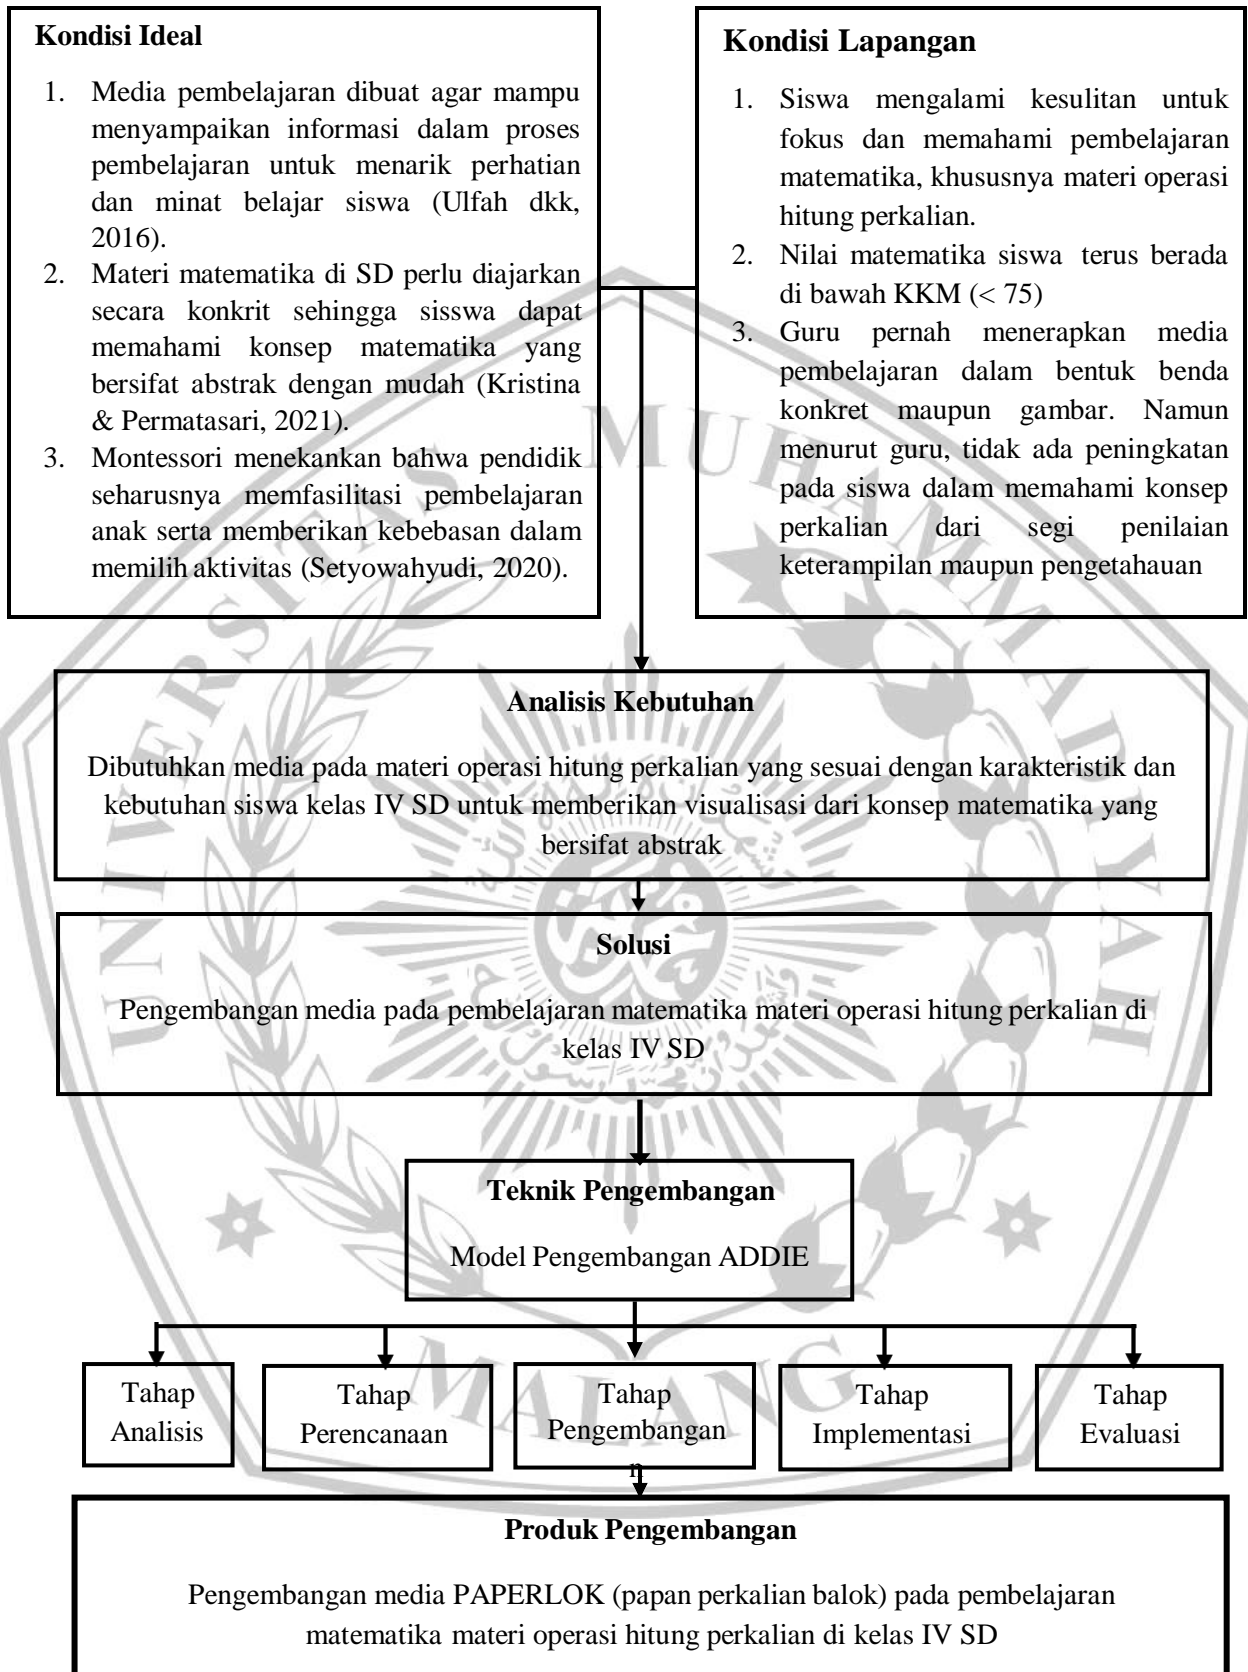 Kondisi Ideal
1. Media pembelajaran dibuat agar mampu
menyampaikan informasi dalam proses
pembelajaran untuk menarik perhatian
dan minat belajar siswa (Ulfah dkk,
2016).
2. Materi matematika di SD perlu diajarkan
secara konkrit sehingga sisswa dapat
memahami konsep matematika yang
bersifat abstrak dengan mudah (Kristina
& Permatasari, 2021).
3. Montessori menekankan bahwa pendidik
seharusnya memfasilitasi pembelajaran
anak serta memberikan kebebasan dalam
memilih aktivitas (Setyowahyudi, 2020).
Kondisi Lapangan
1. Siswa mengalami kesulitan untuk
fokus dan memahami pembelajaran
matematika, khususnya materi operasi
hitung perkalian.
2. Nilai matematika siswa terus berada
di bawah KKM (< 75)
3. Guru pernah menerapkan media
pembelajaran dalam bentuk benda
konkret maupun gambar. Namun
menurut guru, tidak ada peningkatan
pada siswa dalam memahami konsep
perkalian dari segi penilaian
keterampilan maupun pengetahauan
Analisis Kebutuhan
Dibutuhkan media pada materi operasi hitung perkalian yang sesuai dengan karakteristik dan
kebutuhan siswa kelas IV SD untuk memberikan visualisasi dari konsep matematika yang
bersifat abstrak
Solusi
Pengembangan media pada pembelajaran matematika materi operasi hitung perkalian di
kelas IV SD
Teknik Pengembangan
Model Pengembangan ADDIE
Tahap
Analisis
Tahap
Perencanaan
Tahap
Pengembangan
n
Tahap
Implementasi
Tahap
Evaluasi
Produk Pengembangan
Pengembangan media PAPERLOK (papan perkalian balok) pada pembelajaran
matematika materi operasi hitung perkalian di kelas IV SD
UNIVERSITAS MUHAMMADIYAH
MALANG